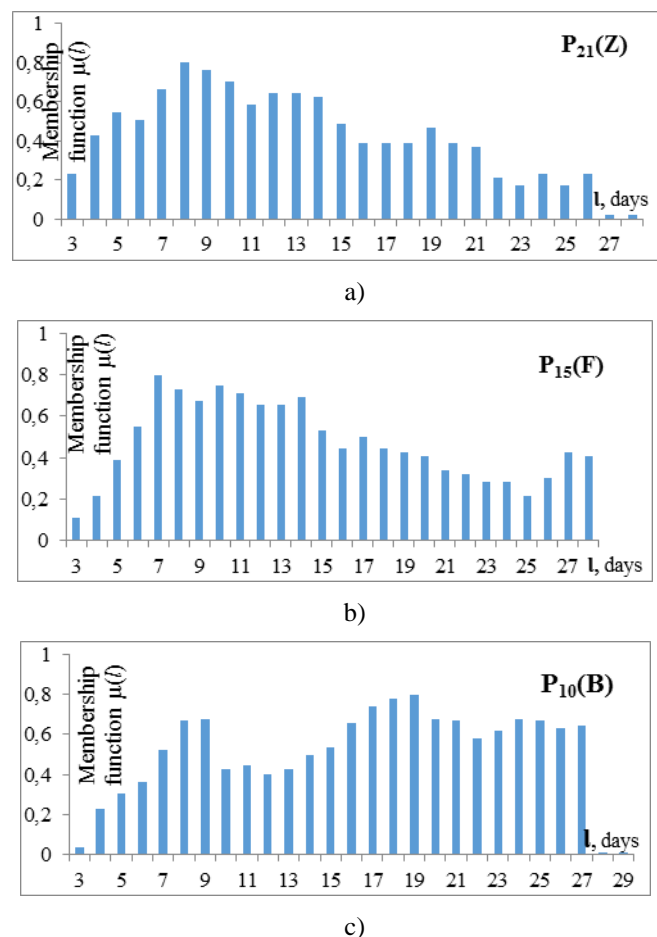 1
0,8
0,6
0,4
0,2
0
Membership
function μ(l)
P21(Z)
l, days
3 5 7 9 11 13 15 17 19 21 23 25 27
a)
1
0,8
0,6
0,4
0,2
0
Membership
function μ(l)
P15(F)
3 5 7 9 11 13 15 17 19 21 23 25 27 l, days
b)
1
0,8
0,6
0,4
0,2
0
Membership
function μ(l)
P10(B)
l, days
3 5 7 9 11 13 15 17 19 21 23 25 27 29
c)